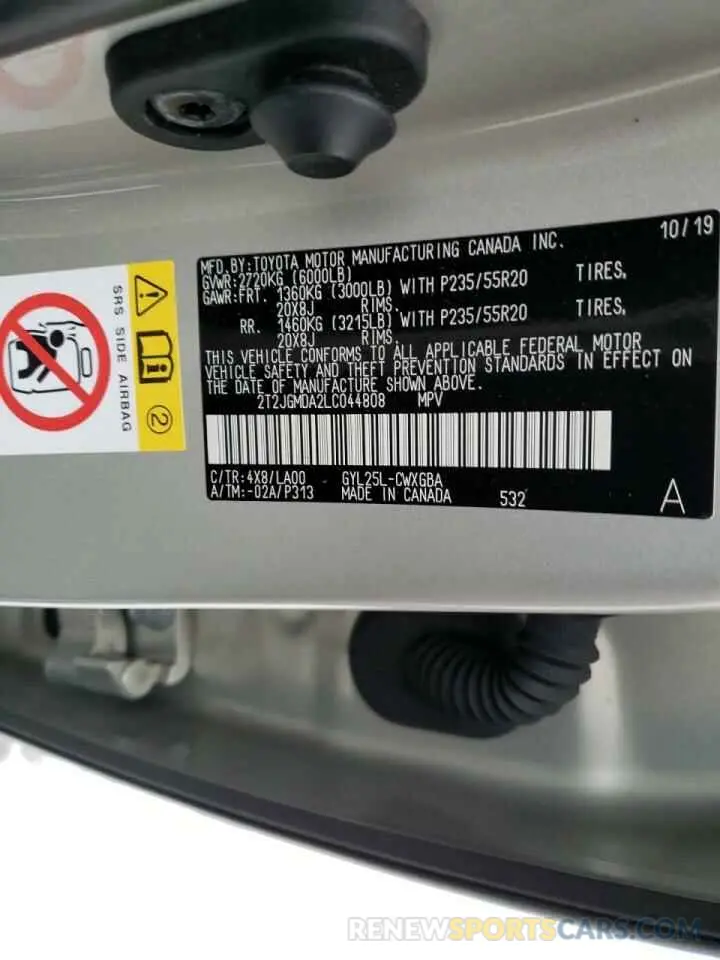 10/19
MFD.BY:TOYOTA MOTOR MANUFACTURING CANADA INC.
GVWR:2720KG (6000LB)
GAWR:FRT. 1360KG (3000LB) WITH P235/55R20 TIRES,
20X8J RIMS.
RR. 1460KG (3215LB) WITH P235/55R20 TIRES,
20X8J RIMS.
THIS VEHICLE CONFORMS TO ALL APPLICABLE FEDERAL MOTOR
VEHICLE SAFETY AND THEFT PREVENTION STANDARDS IN EFFECT ON
THE DATE OF MANUFACTURE SHOWN ABOVE.
2T2JGMDA2LC044808 MPV
C/TR:4X8/LA00 GYL25L-CWXGBA
A/TM:-02A/P313 MADE IN CANADA 532 A
SRS SIDE AIRBAG
2
RENEWSPORTSCARS.COM